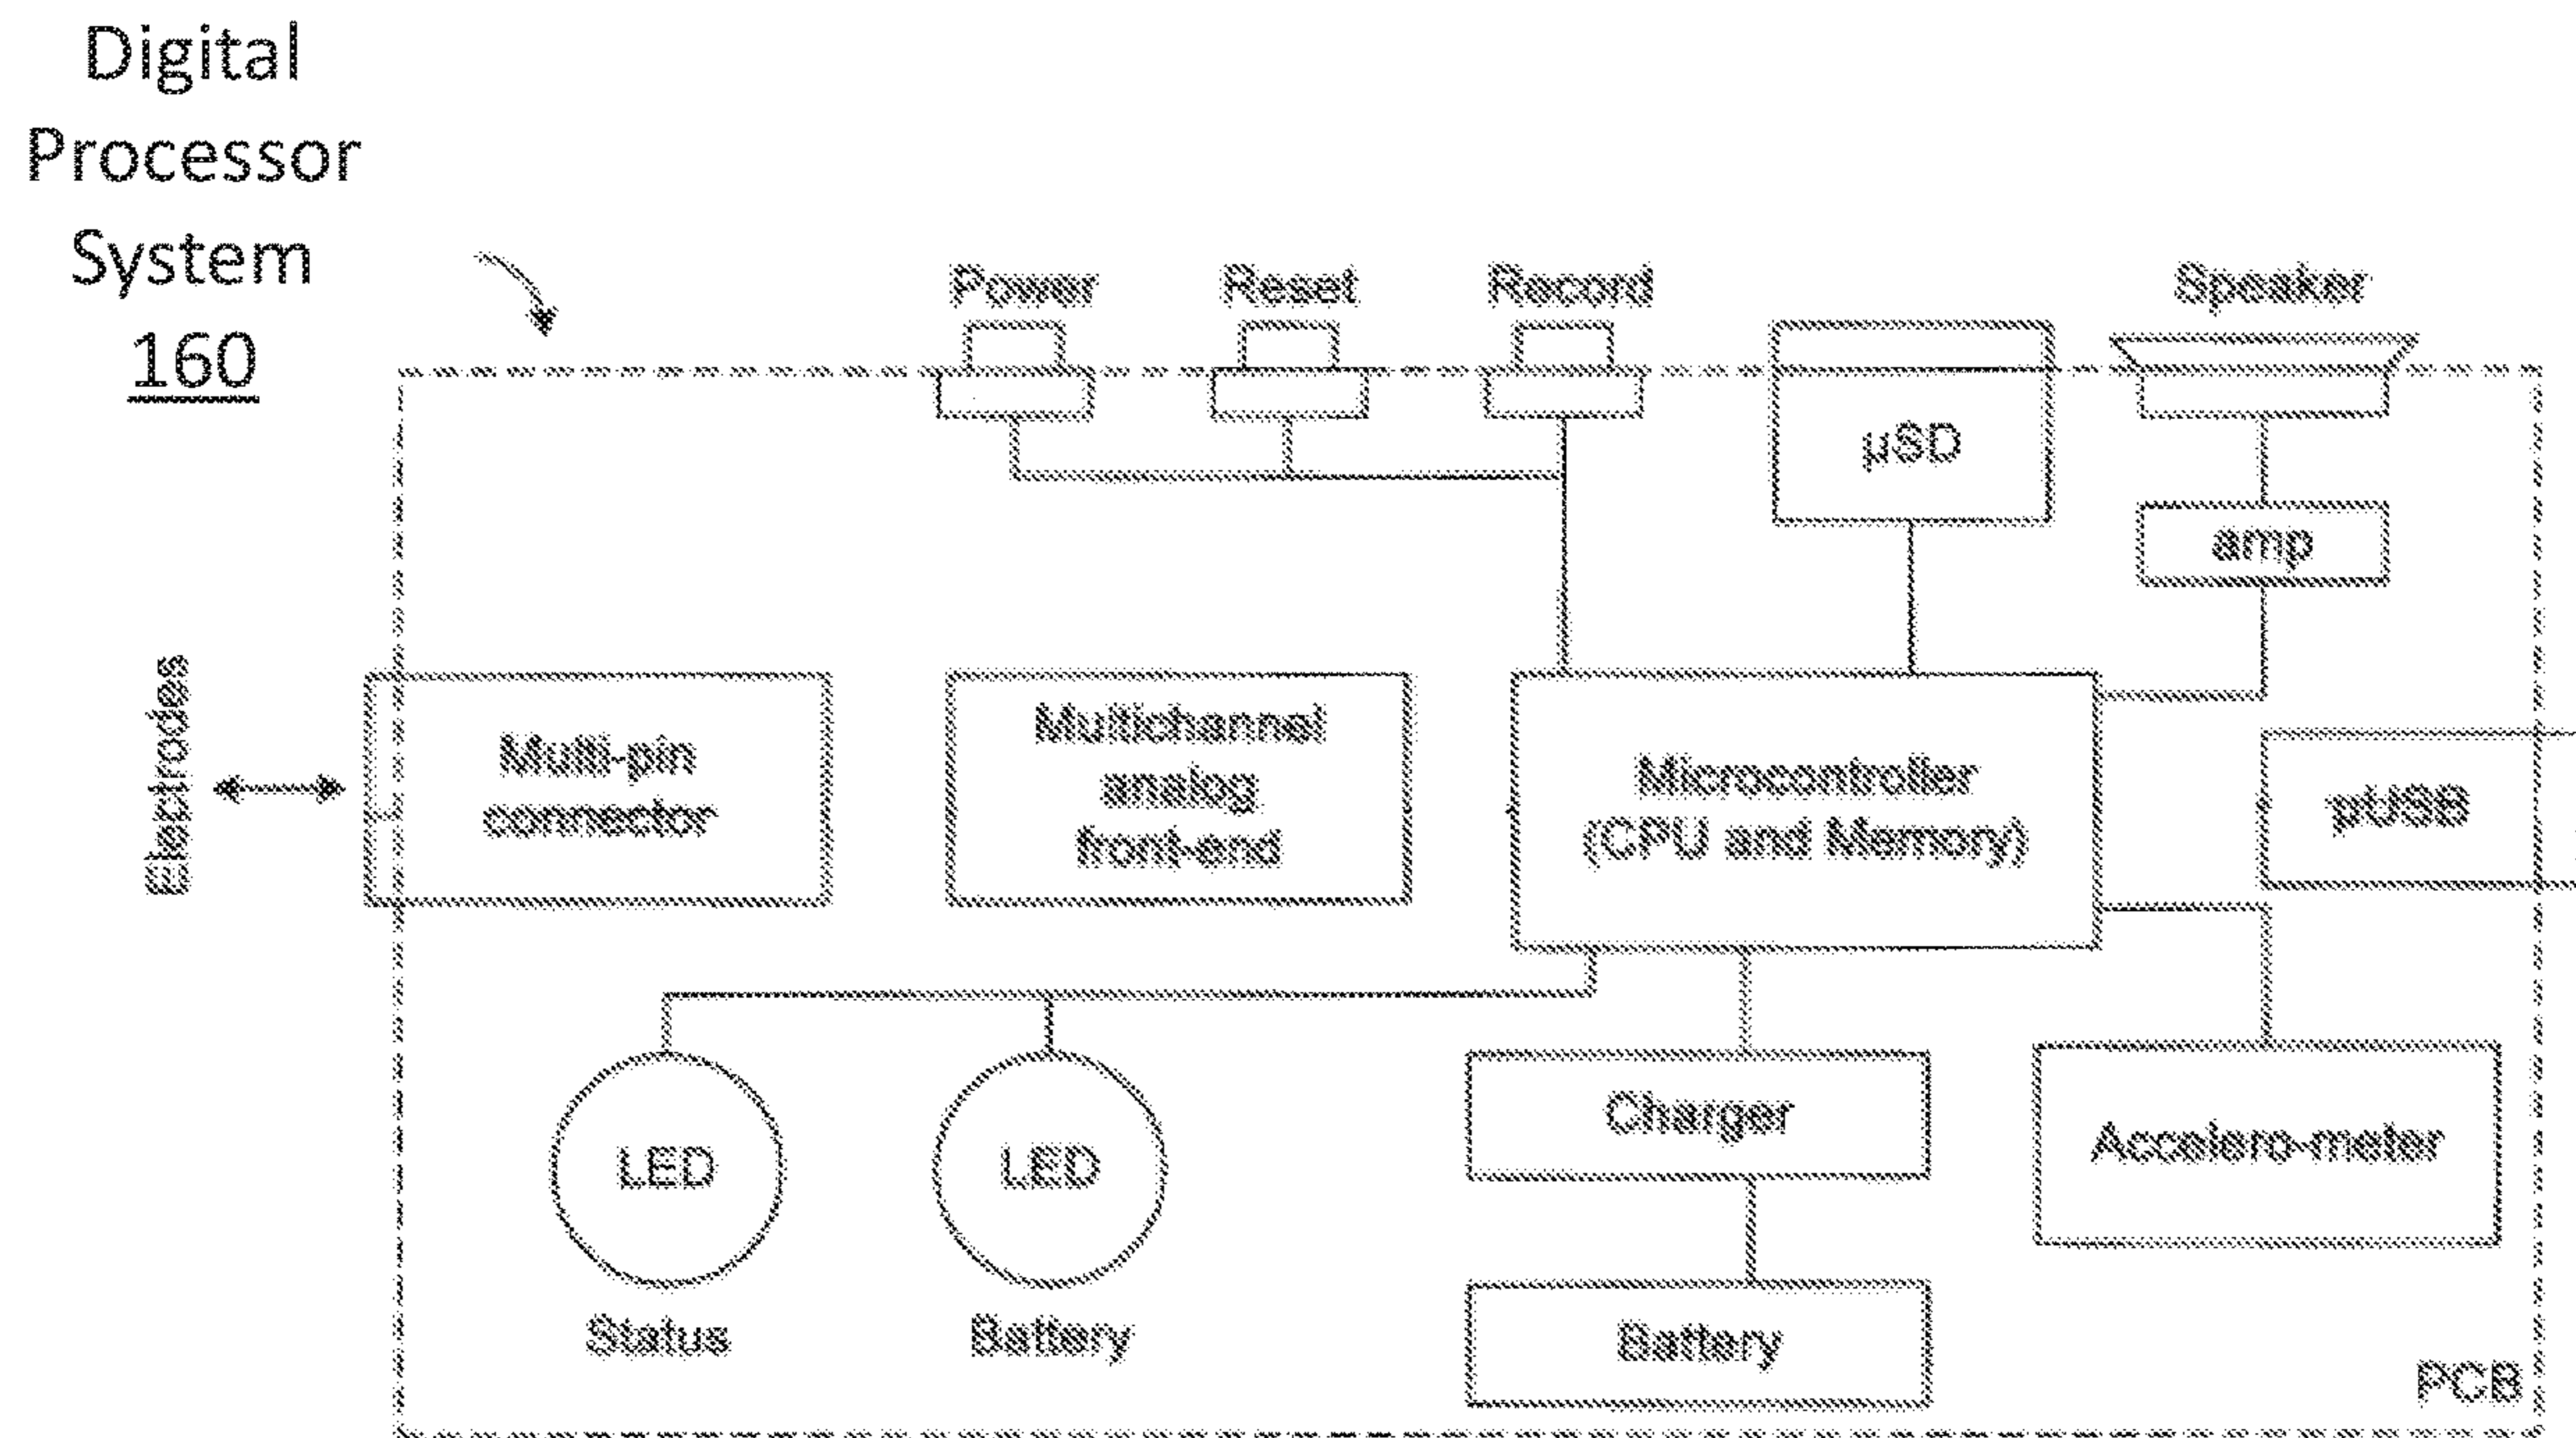 Digital
Processor
System
160
Power
Reset
Record
Speaker
µSD
amp
Electrodes
Multi-pin
connector
Multichannel
analog
front-end
Microcontroller
(CPU and Memory)
µUSB
LED
LED
Charger
Accelero-meter
Status
Battery
Battery
PCB